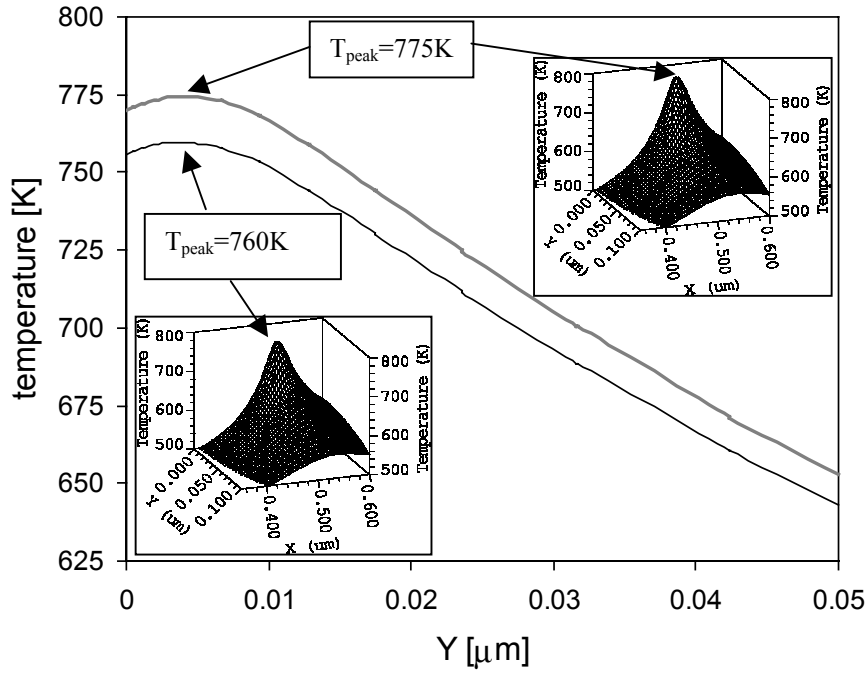 800
775
750
725
700
675
650
625
temperature [K]
T_peak=775K
T_peak=760K
Temperature (K)
800
700
600
500
Temperature (K)
800
700
600
500
Y (um)
0.000
0.050
0.100
X (um)
0.400
0.500
0.600
Temperature (K)
800
700
600
500
Temperature (K)
800
700
600
500
Y (um)
0.000
0.050
0.100
X (um)
0.400
0.500
0.600
0 0.01 0.02 0.03 0.04 0.05
Y [μm]